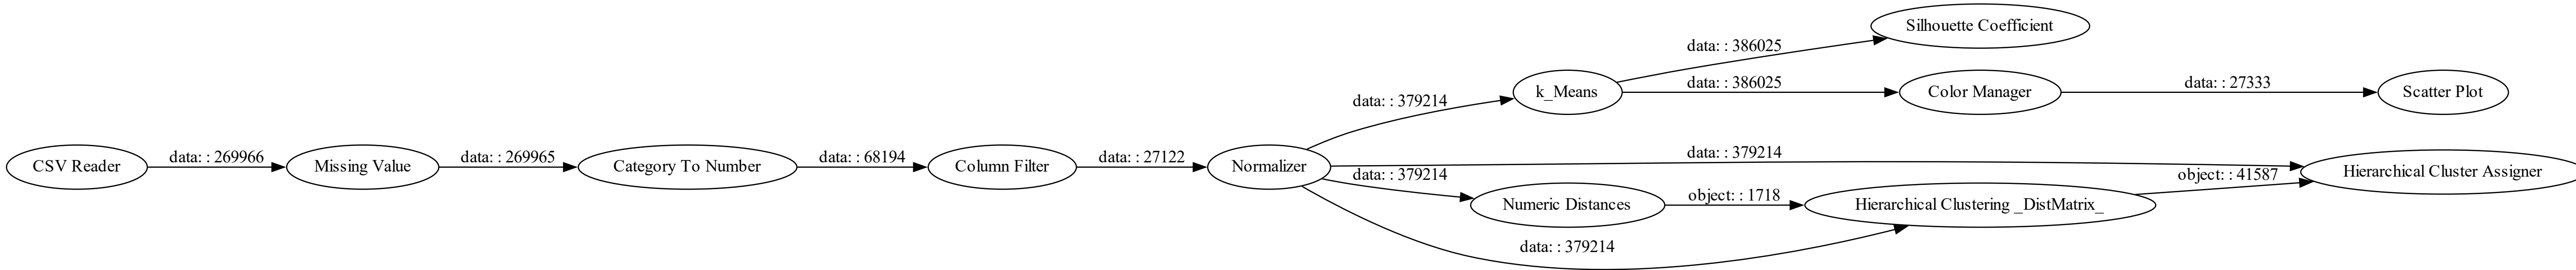 Silhouette Coefficient
data: : 386025
k_Means
data: : 386025
Color Manager
data: : 27333
Scatter Plot
data: : 379214
CSV Reader
data: : 269966
Missing Value
data: : 269965
Category To Number
data: : 68194
Column Filter
data: : 27122
Normalizer
data: : 379214
Hierarchical Cluster Assigner
data: : 379214
Numeric Distances
object: : 1718
Hierarchical Clustering _DistMatrix_
object: : 41587
data: : 379214